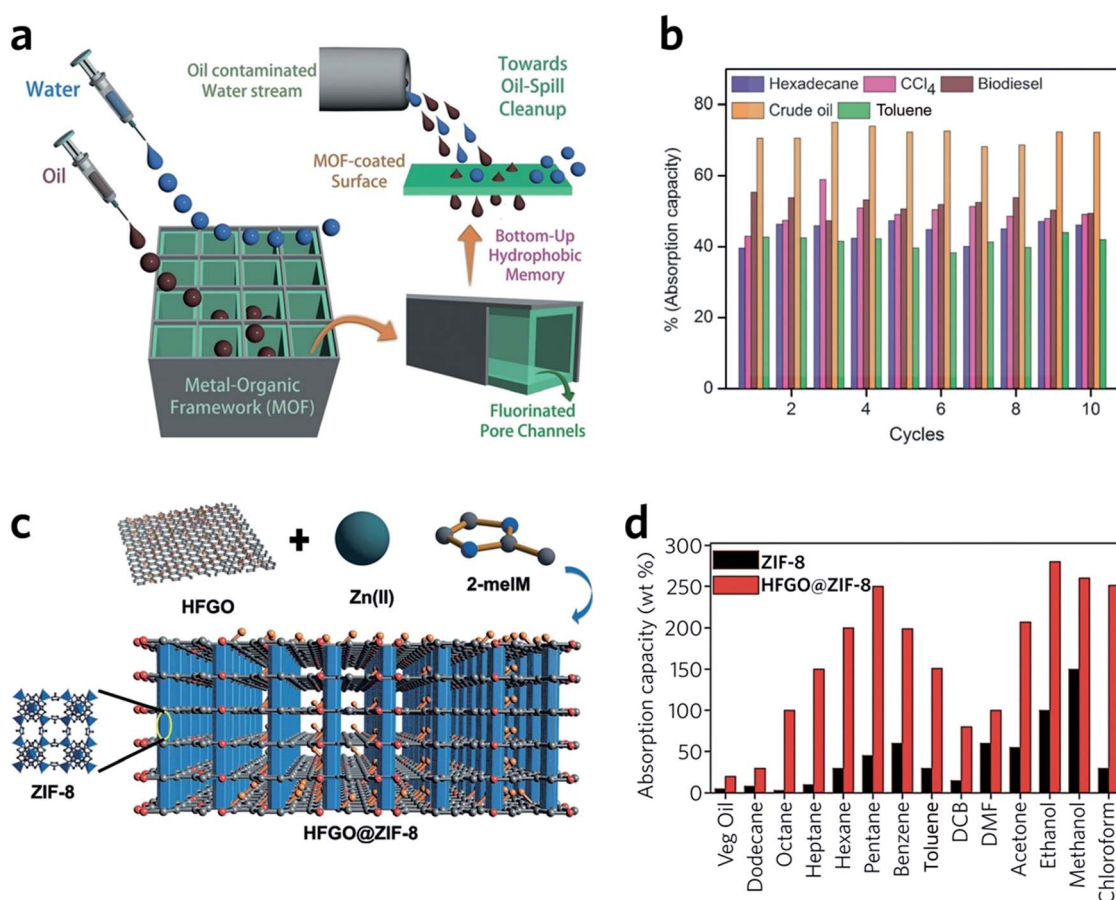 a
Water
Oil
Oil contaminated
Water stream
Towards
Oil-Spill
Cleanup
MOF-coated
Surface
Bottom-Up
Hydrophobic
Memory
Metal-Organic
Framework (MOF)
Fluorinated
Pore Channels
b
Hexadecane CCl4 Biodiesel
Crude oil Toluene
% (Absorption capacity)
80
60
40
20
0
2 4 6 8 10
Cycles
c
HFGO
+
Zn(II)
2-meIM
ZIF-8
HFGO@ZIF-8
d
ZIF-8
HFGO@ZIF-8
Absorption capacity (wt %)
300
250
200
150
100
50
0
Veg Oil
Dodecane
Octane
Heptane
Hexane
Pentane
Benzene
Toluene
DCB
DMF
Acetone
Ethanol
Methanol
Chloroform